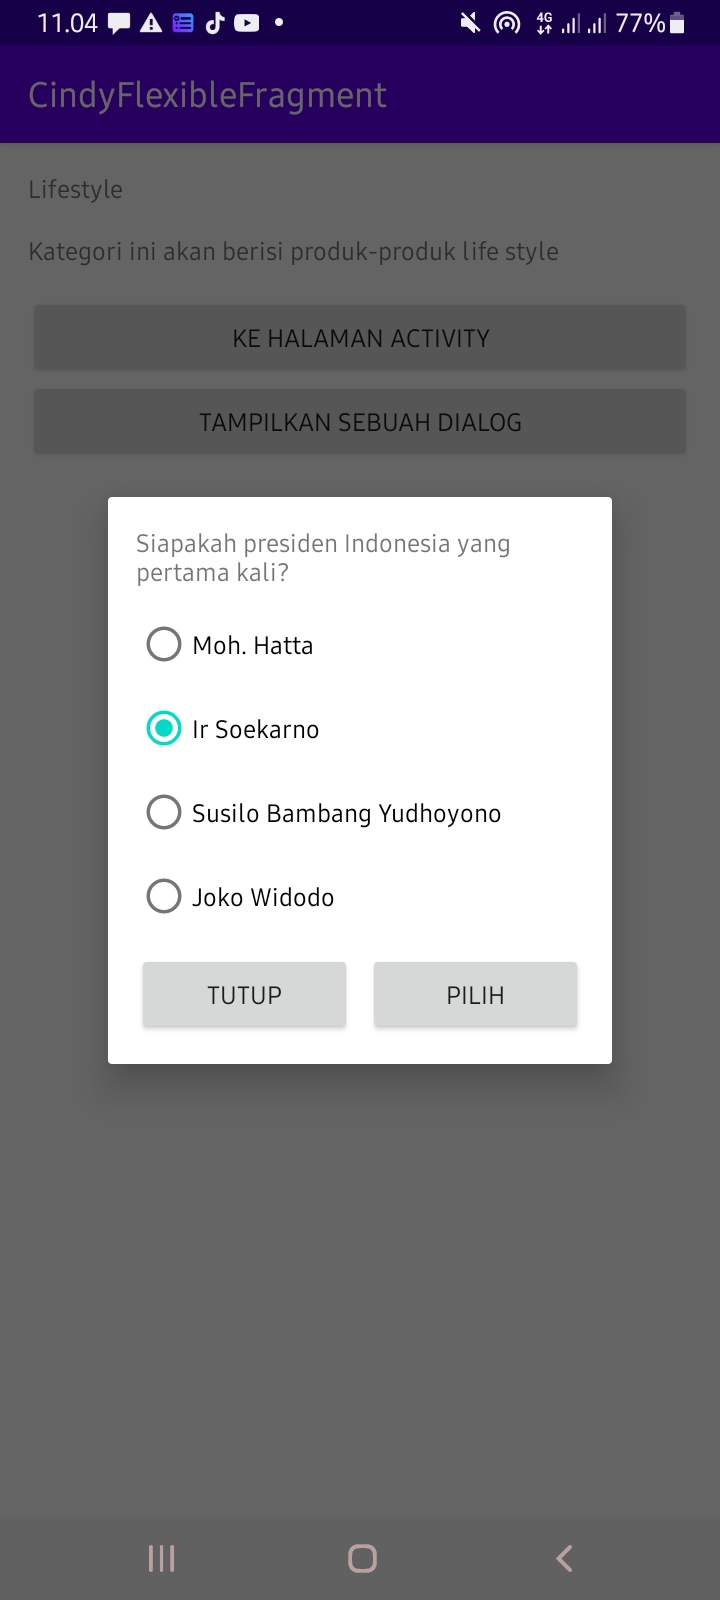 11.04
4G
77%
CindyFlexibleFragment
Lifestyle
Kategori ini akan berisi produk-produk life style
KE HALAMAN ACTIVITY
TAMPILKAN SEBUAH DIALOG
Siapakah presiden Indonesia yang
pertama kali?
Moh. Hatta
Ir Soekarno
Susilo Bambang Yudhoyono
Joko Widodo
TUTUP
PILIH